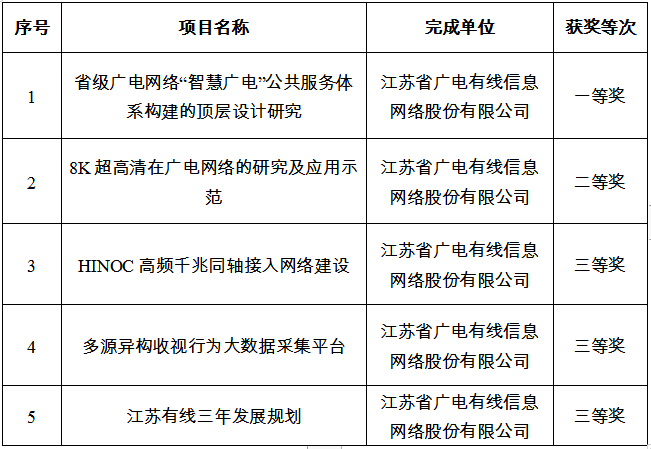 序号 项目名称 完成单位 获奖等次
1 省级广电网络“智慧广电”公共服务体系构建的顶层设计研究 江苏省广电有线信息网络股份有限公司 一等奖
2 8K 超高清在广电网络的研究及应用示范 江苏省广电有线信息网络股份有限公司 二等奖
3 HINOC 高频千兆同轴接入网络建设 江苏省广电有线信息网络股份有限公司 三等奖
4 多源异构收视行为大数据采集平台 江苏省广电有线信息网络股份有限公司 三等奖
5 江苏有线三年发展规划 江苏省广电有线信息网络股份有限公司 三等奖